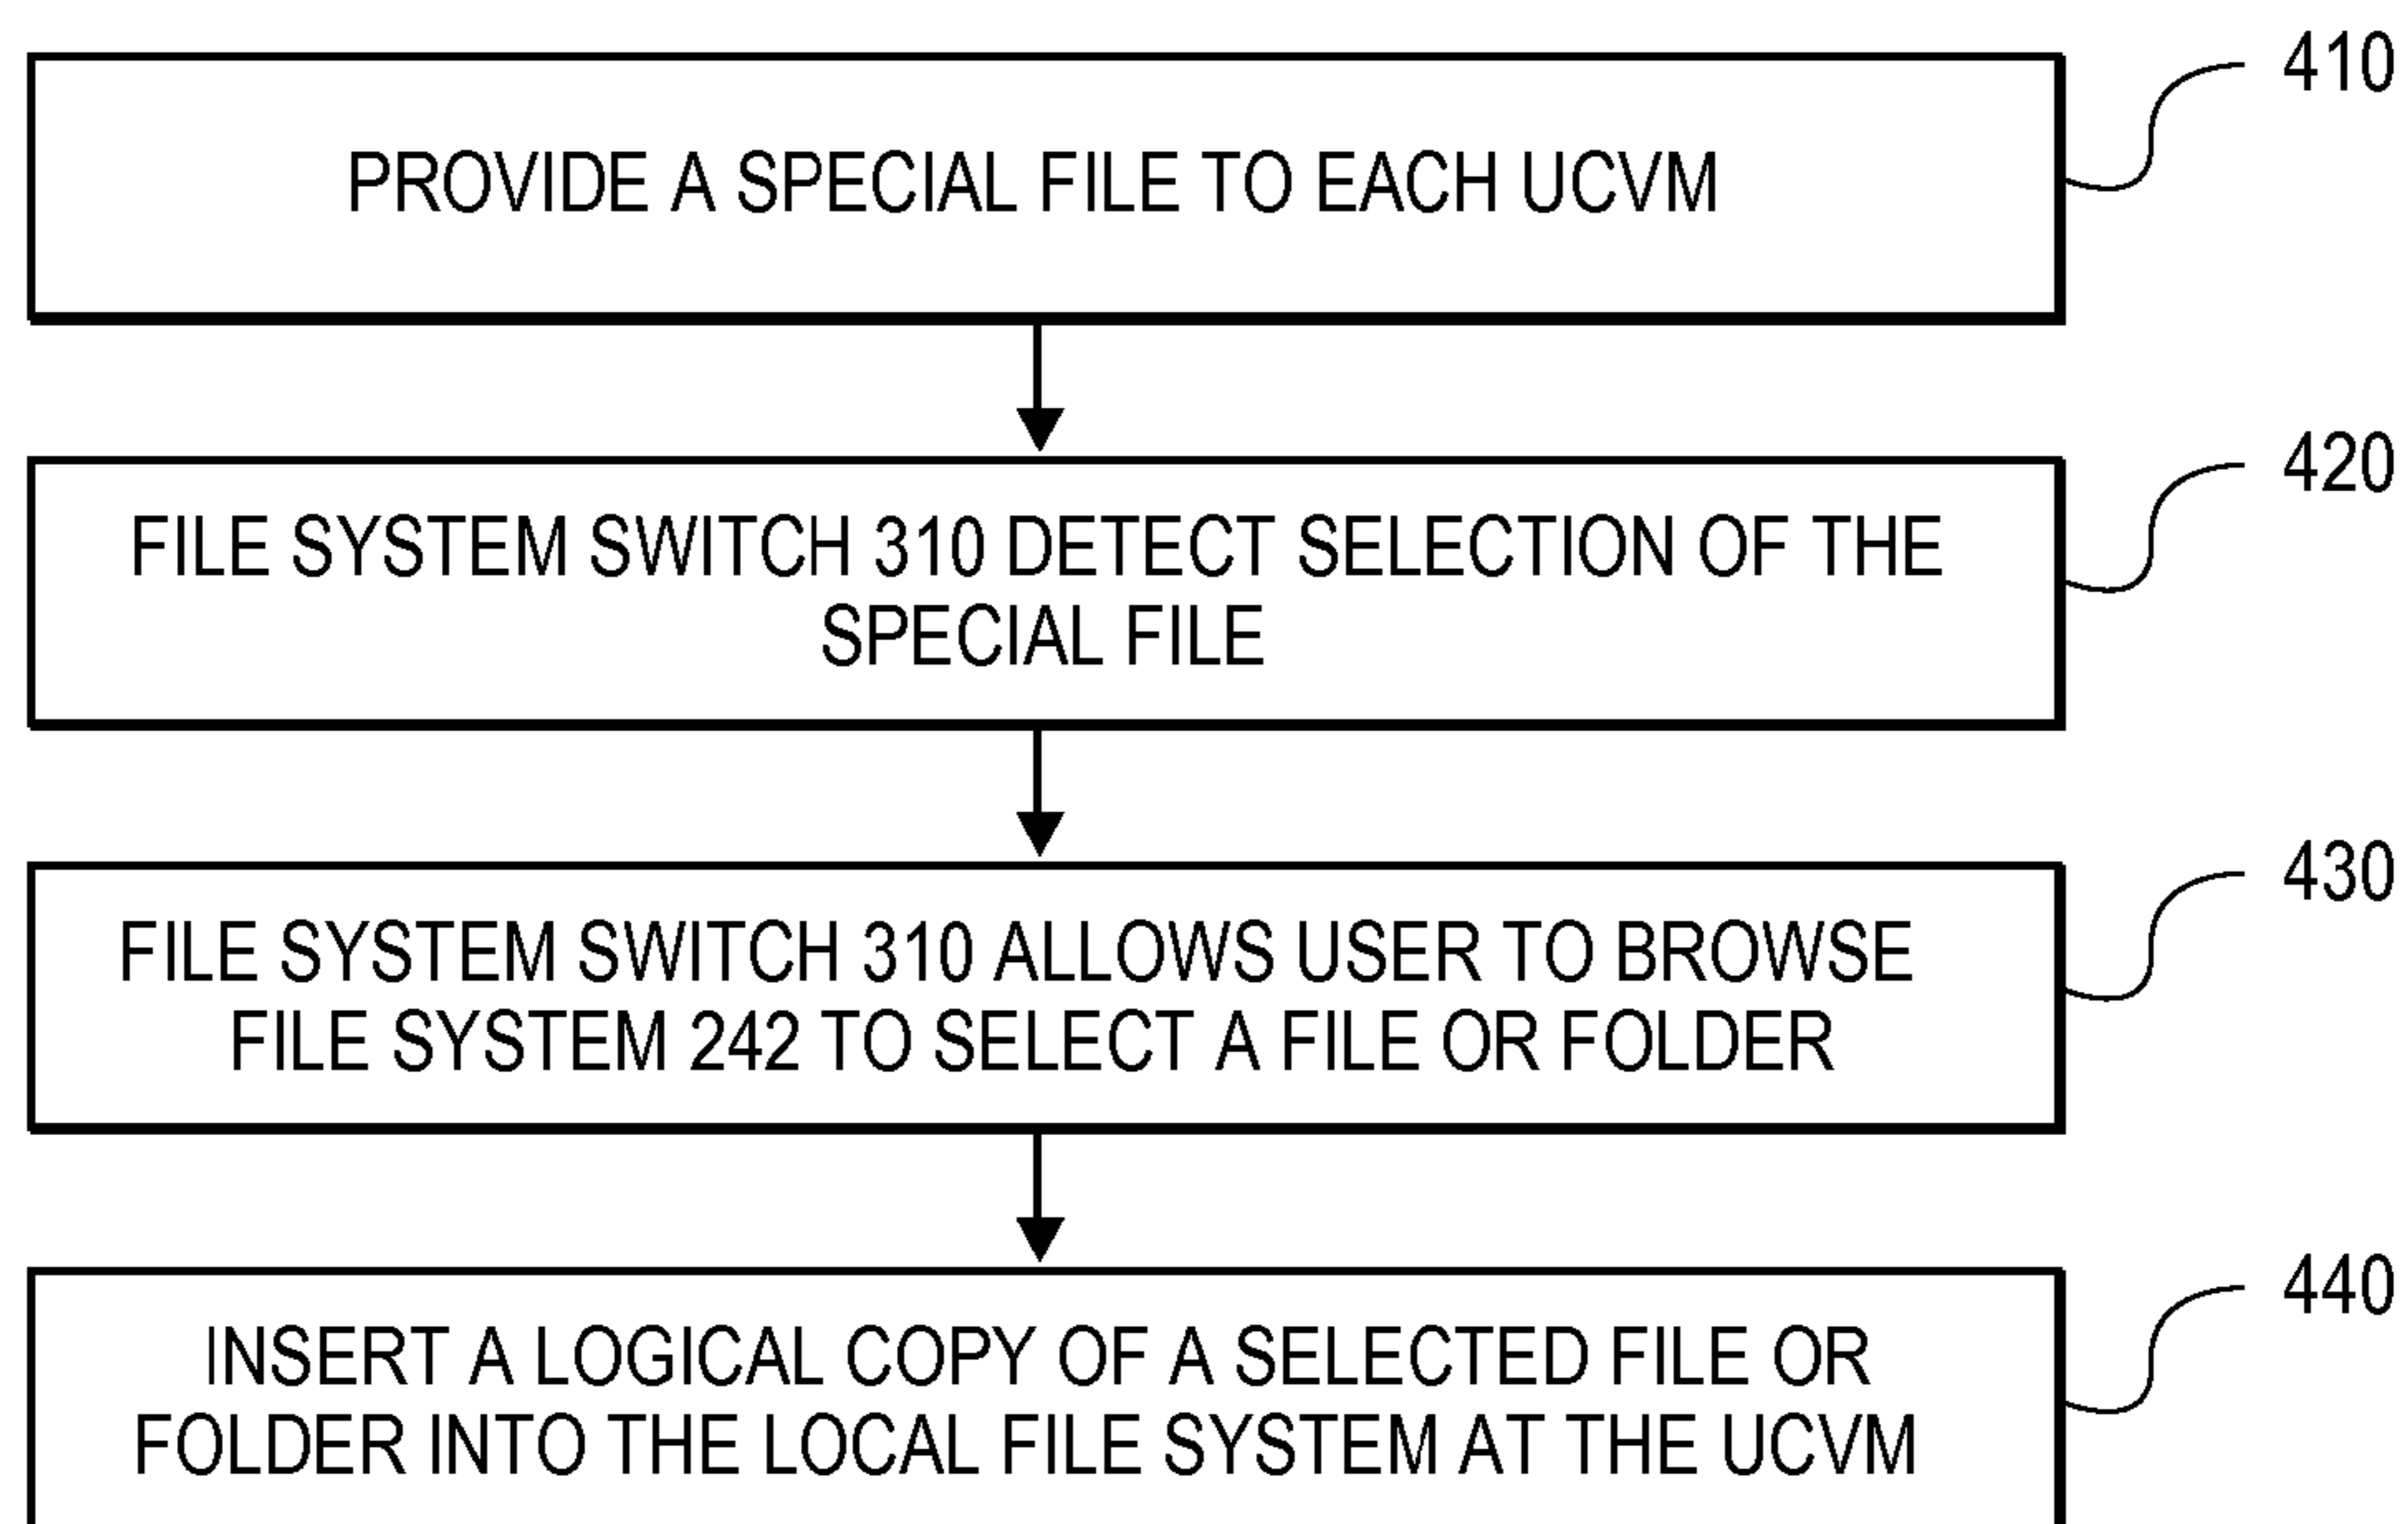 410
PROVIDE A SPECIAL FILE TO EACH UCVM
420
FILE SYSTEM SWITCH 310 DETECT SELECTION OF THE
SPECIAL FILE
430
FILE SYSTEM SWITCH 310 ALLOWS USER TO BROWSE
FILE SYSTEM 242 TO SELECT A FILE OR FOLDER
440
INSERT A LOGICAL COPY OF A SELECTED FILE OR
FOLDER INTO THE LOCAL FILE SYSTEM AT THE UCVM